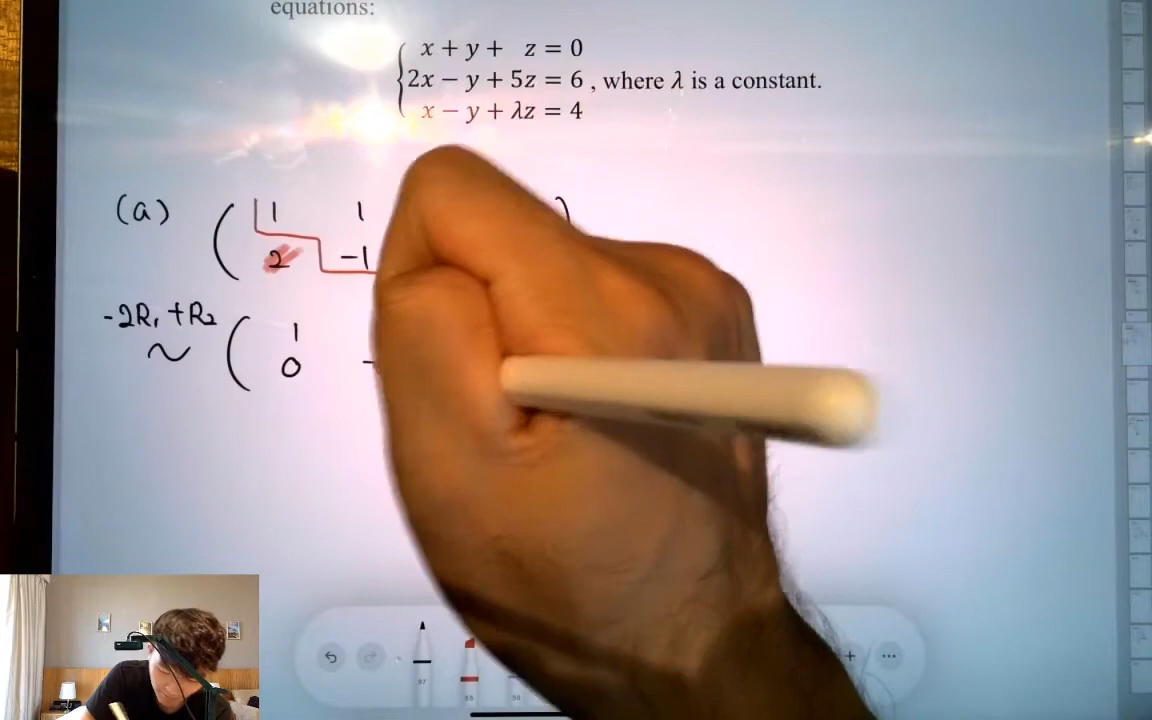 equations:
x + y + z = 0
2x − y + 5z = 6 , where λ is a constant.
x − y + λz = 4
(a) ( 1 1 )
2 −1
-2R₁ + R₂
~ ( 1
0 -